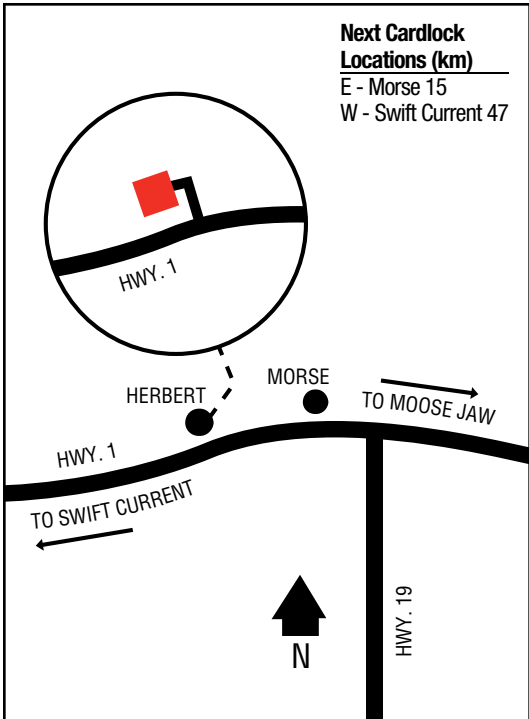 Next Cardlock
Locations (km)
E - Morse 15
W - Swift Current 47
HWY. 1
HERBERT
MORSE
TO MOOSE JAW
HWY. 1
TO SWIFT CURRENT
HWY. 19
N